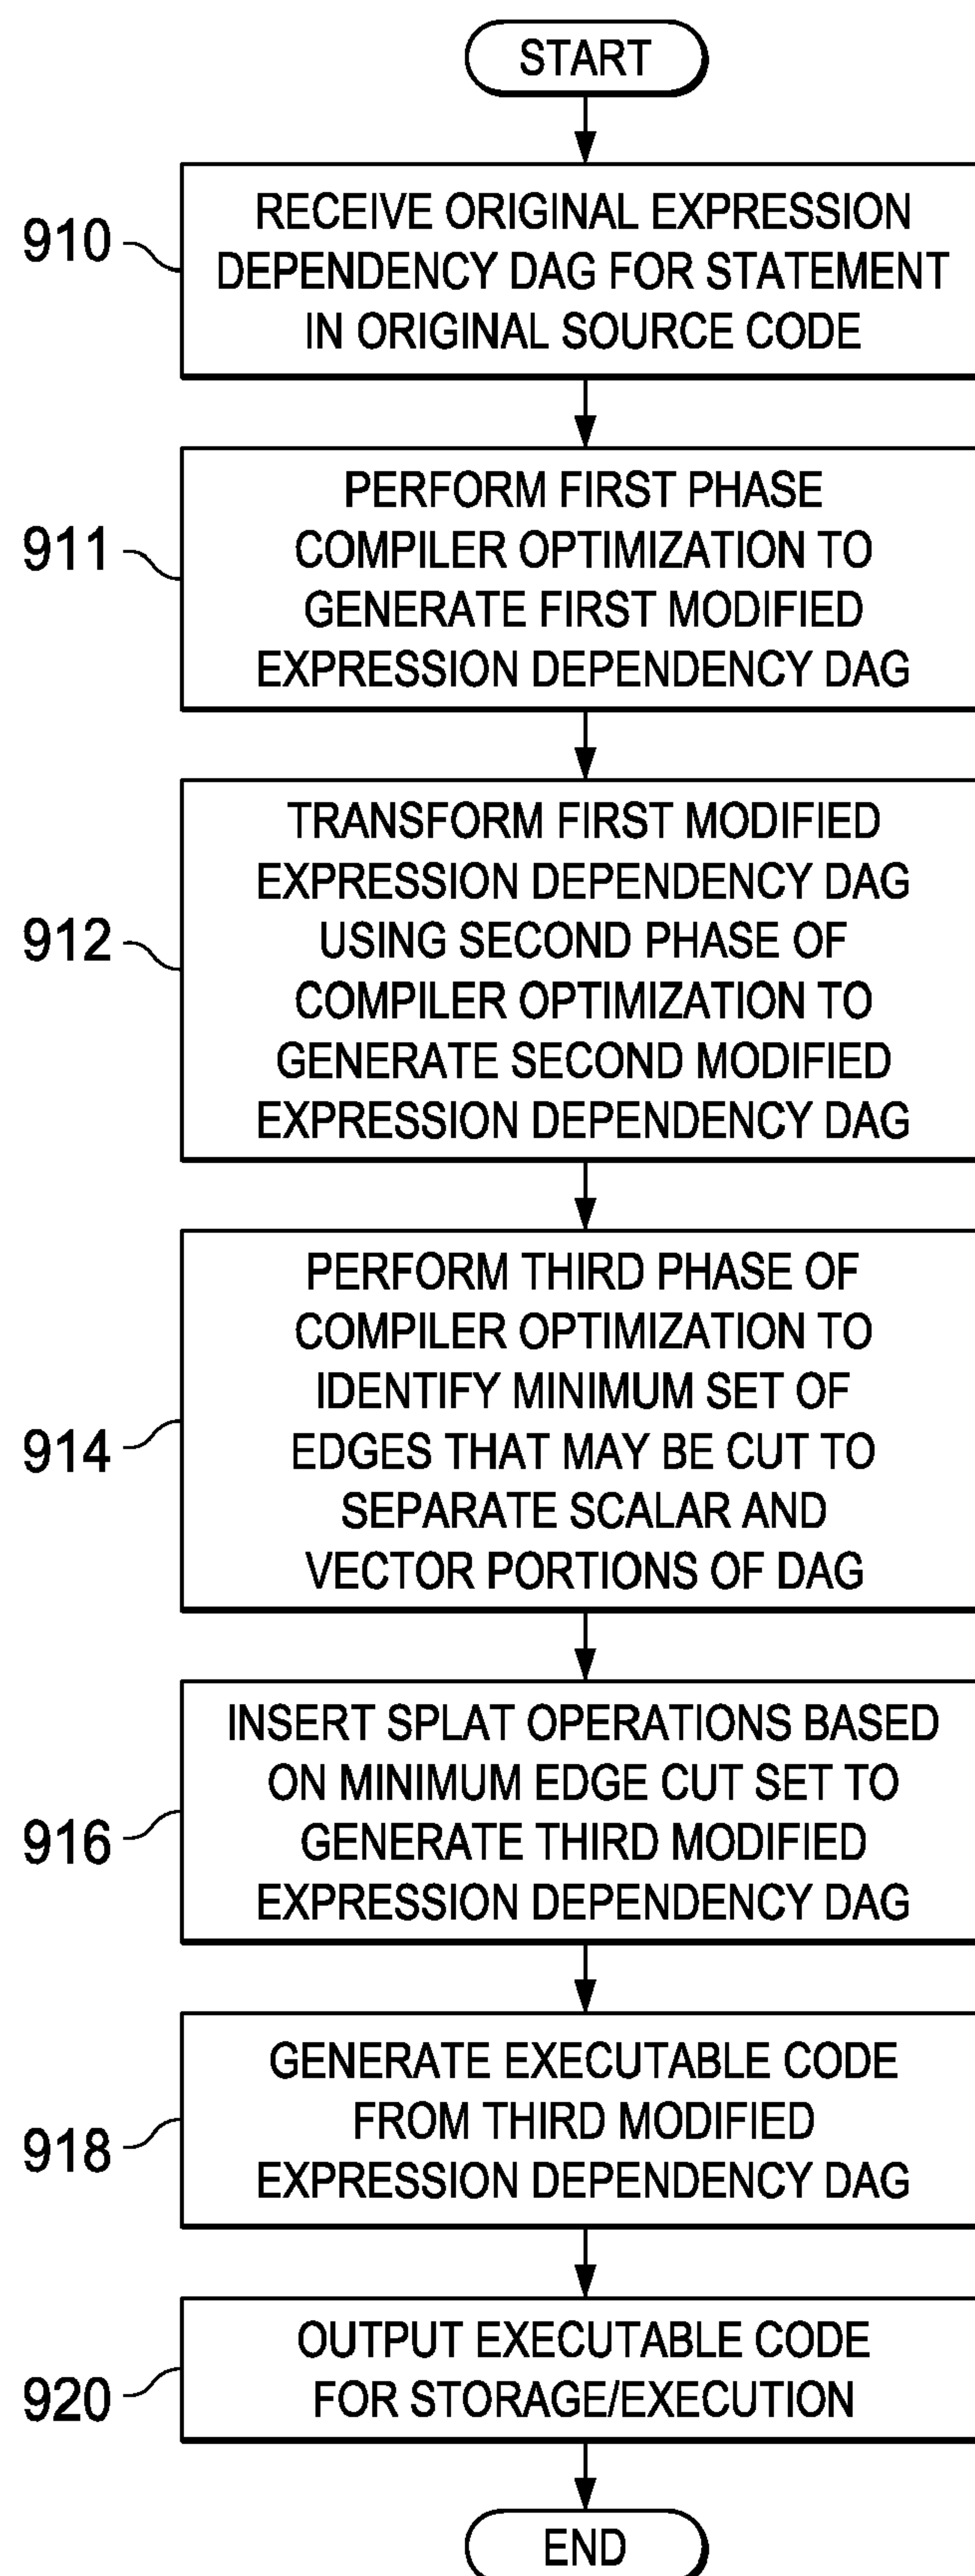 START
910
RECEIVE ORIGINAL EXPRESSION
DEPENDENCY DAG FOR STATEMENT
IN ORIGINAL SOURCE CODE
911
PERFORM FIRST PHASE
COMPILER OPTIMIZATION TO
GENERATE FIRST MODIFIED
EXPRESSION DEPENDENCY DAG
912
TRANSFORM FIRST MODIFIED
EXPRESSION DEPENDENCY DAG
USING SECOND PHASE OF
COMPILER OPTIMIZATION TO
GENERATE SECOND MODIFIED
EXPRESSION DEPENDENCY DAG
914
PERFORM THIRD PHASE OF
COMPILER OPTIMIZATION TO
IDENTIFY MINIMUM SET OF
EDGES THAT MAY BE CUT TO
SEPARATE SCALAR AND
VECTOR PORTIONS OF DAG
916
INSERT SPLAT OPERATIONS BASED
ON MINIMUM EDGE CUT SET TO
GENERATE THIRD MODIFIED
EXPRESSION DEPENDENCY DAG
918
GENERATE EXECUTABLE CODE
FROM THIRD MODIFIED
EXPRESSION DEPENDENCY DAG
920
OUTPUT EXECUTABLE CODE
FOR STORAGE/EXECUTION
END